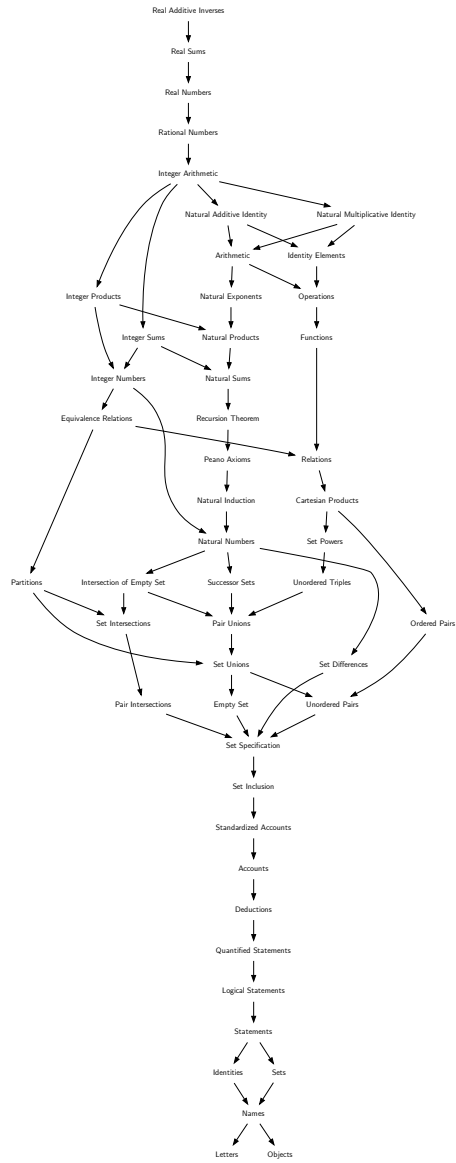 Real Additive Inverses
Real Sums
Real Numbers
Rational Numbers
Integer Arithmetic
Natural Additive Identity
Natural Multiplicative Identity
Arithmetic
Identity Elements
Integer Products
Natural Exponents
Operations
Integer Sums
Natural Products
Functions
Integer Numbers
Natural Sums
Equivalence Relations
Recursion Theorem
Peano Axioms
Relations
Natural Induction
Cartesian Products
Natural Numbers
Set Powers
Partitions
Intersection of Empty Set
Successor Sets
Unordered Triples
Set Intersections
Pair Unions
Ordered Pairs
Set Unions
Set Differences
Pair Intersections
Empty Set
Unordered Pairs
Set Specification
Set Inclusion
Standardized Accounts
Accounts
Deductions
Quantified Statements
Logical Statements
Statements
Identities
Sets
Names
Letters
Objects